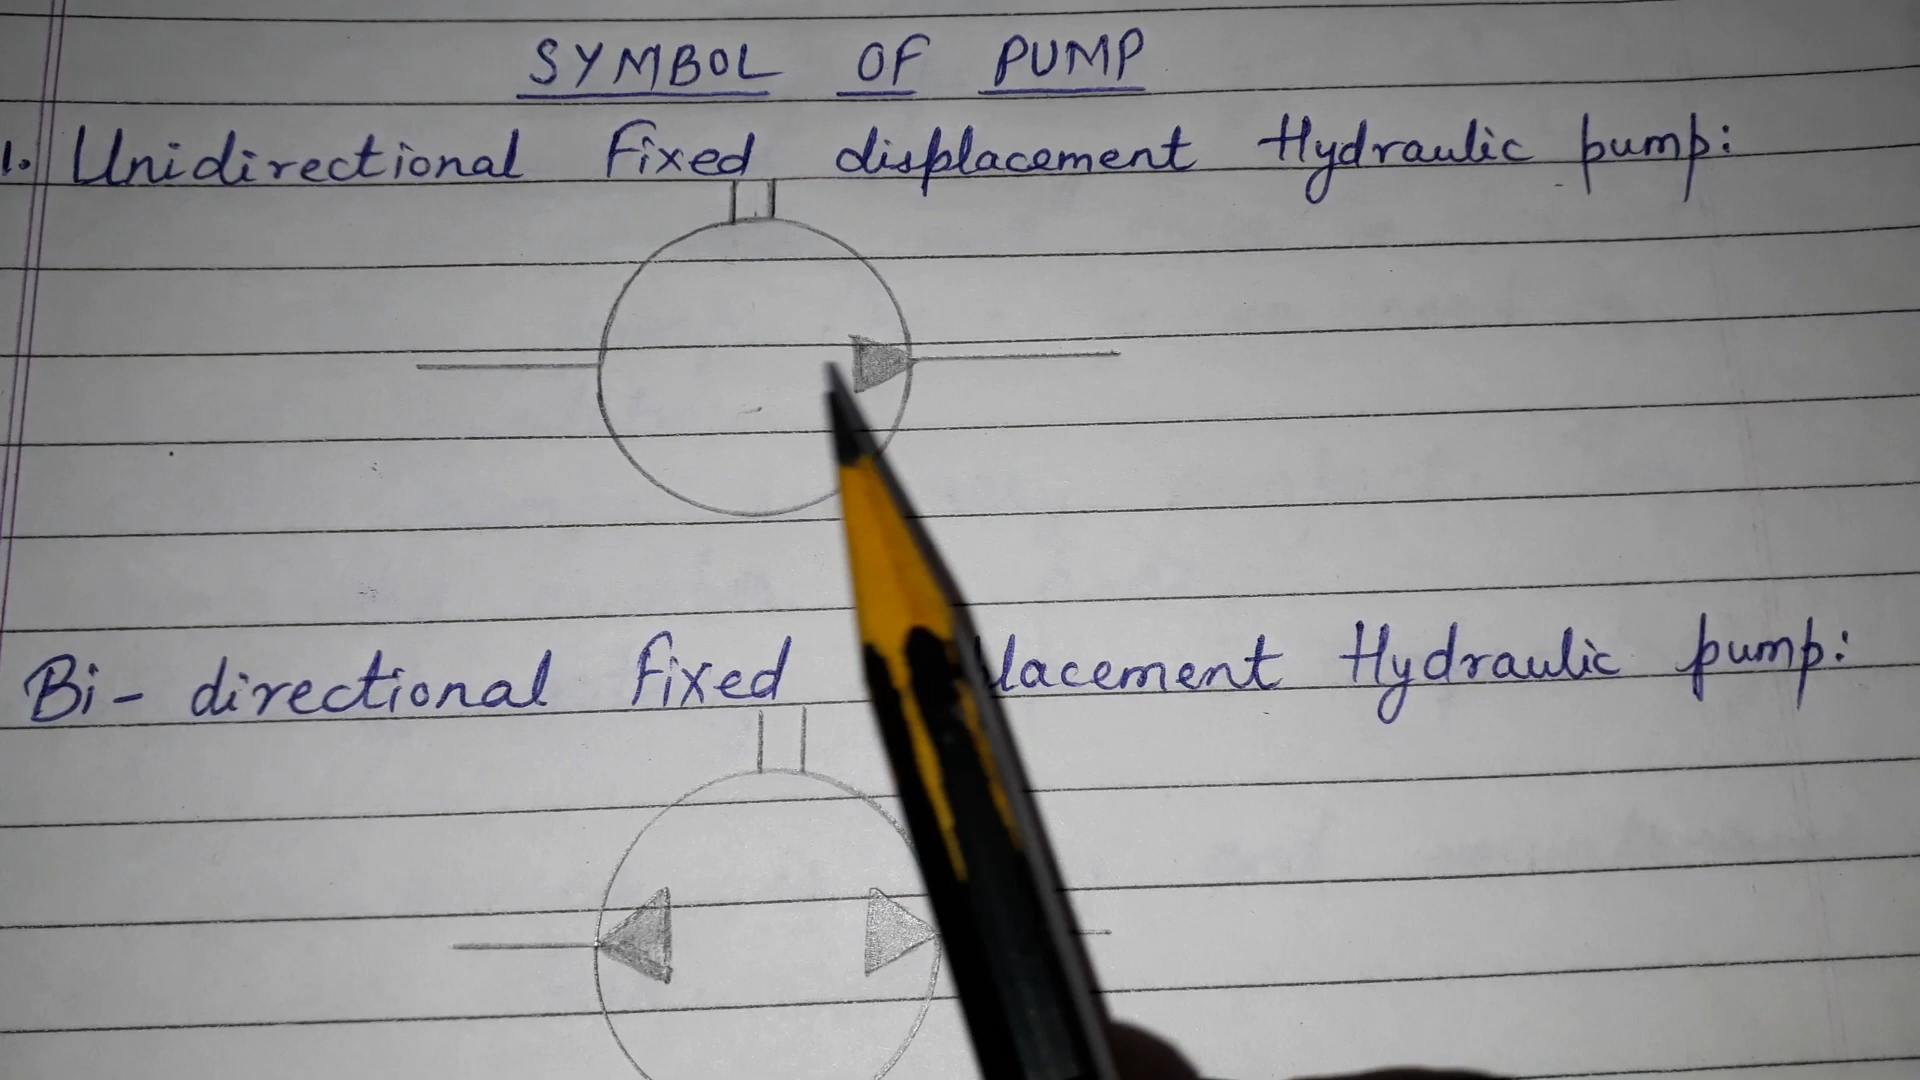 SYMBOL OF PUMP
1. Unidirectional Fixed displacement Hydraulic pump:
Bi-directional Fixed lacement Hydraulic pump: